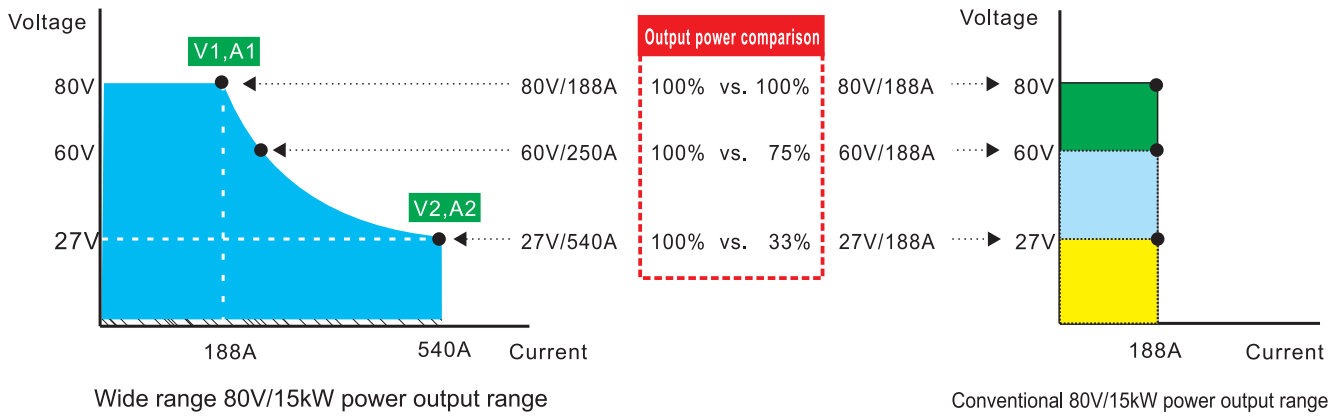 Voltage
V1,A1
80V
60V
27V
V2,A2
188A
540A
Current
Wide range 80V/15kW power output range
Output power comparison
80V/188A 100% vs. 100% 80V/188A
60V/250A 100% vs. 75% 60V/188A
27V/540A 100% vs. 33% 27V/188A
Voltage
80V
60V
27V
188A
Current
Conventional 80V/15kW power output range